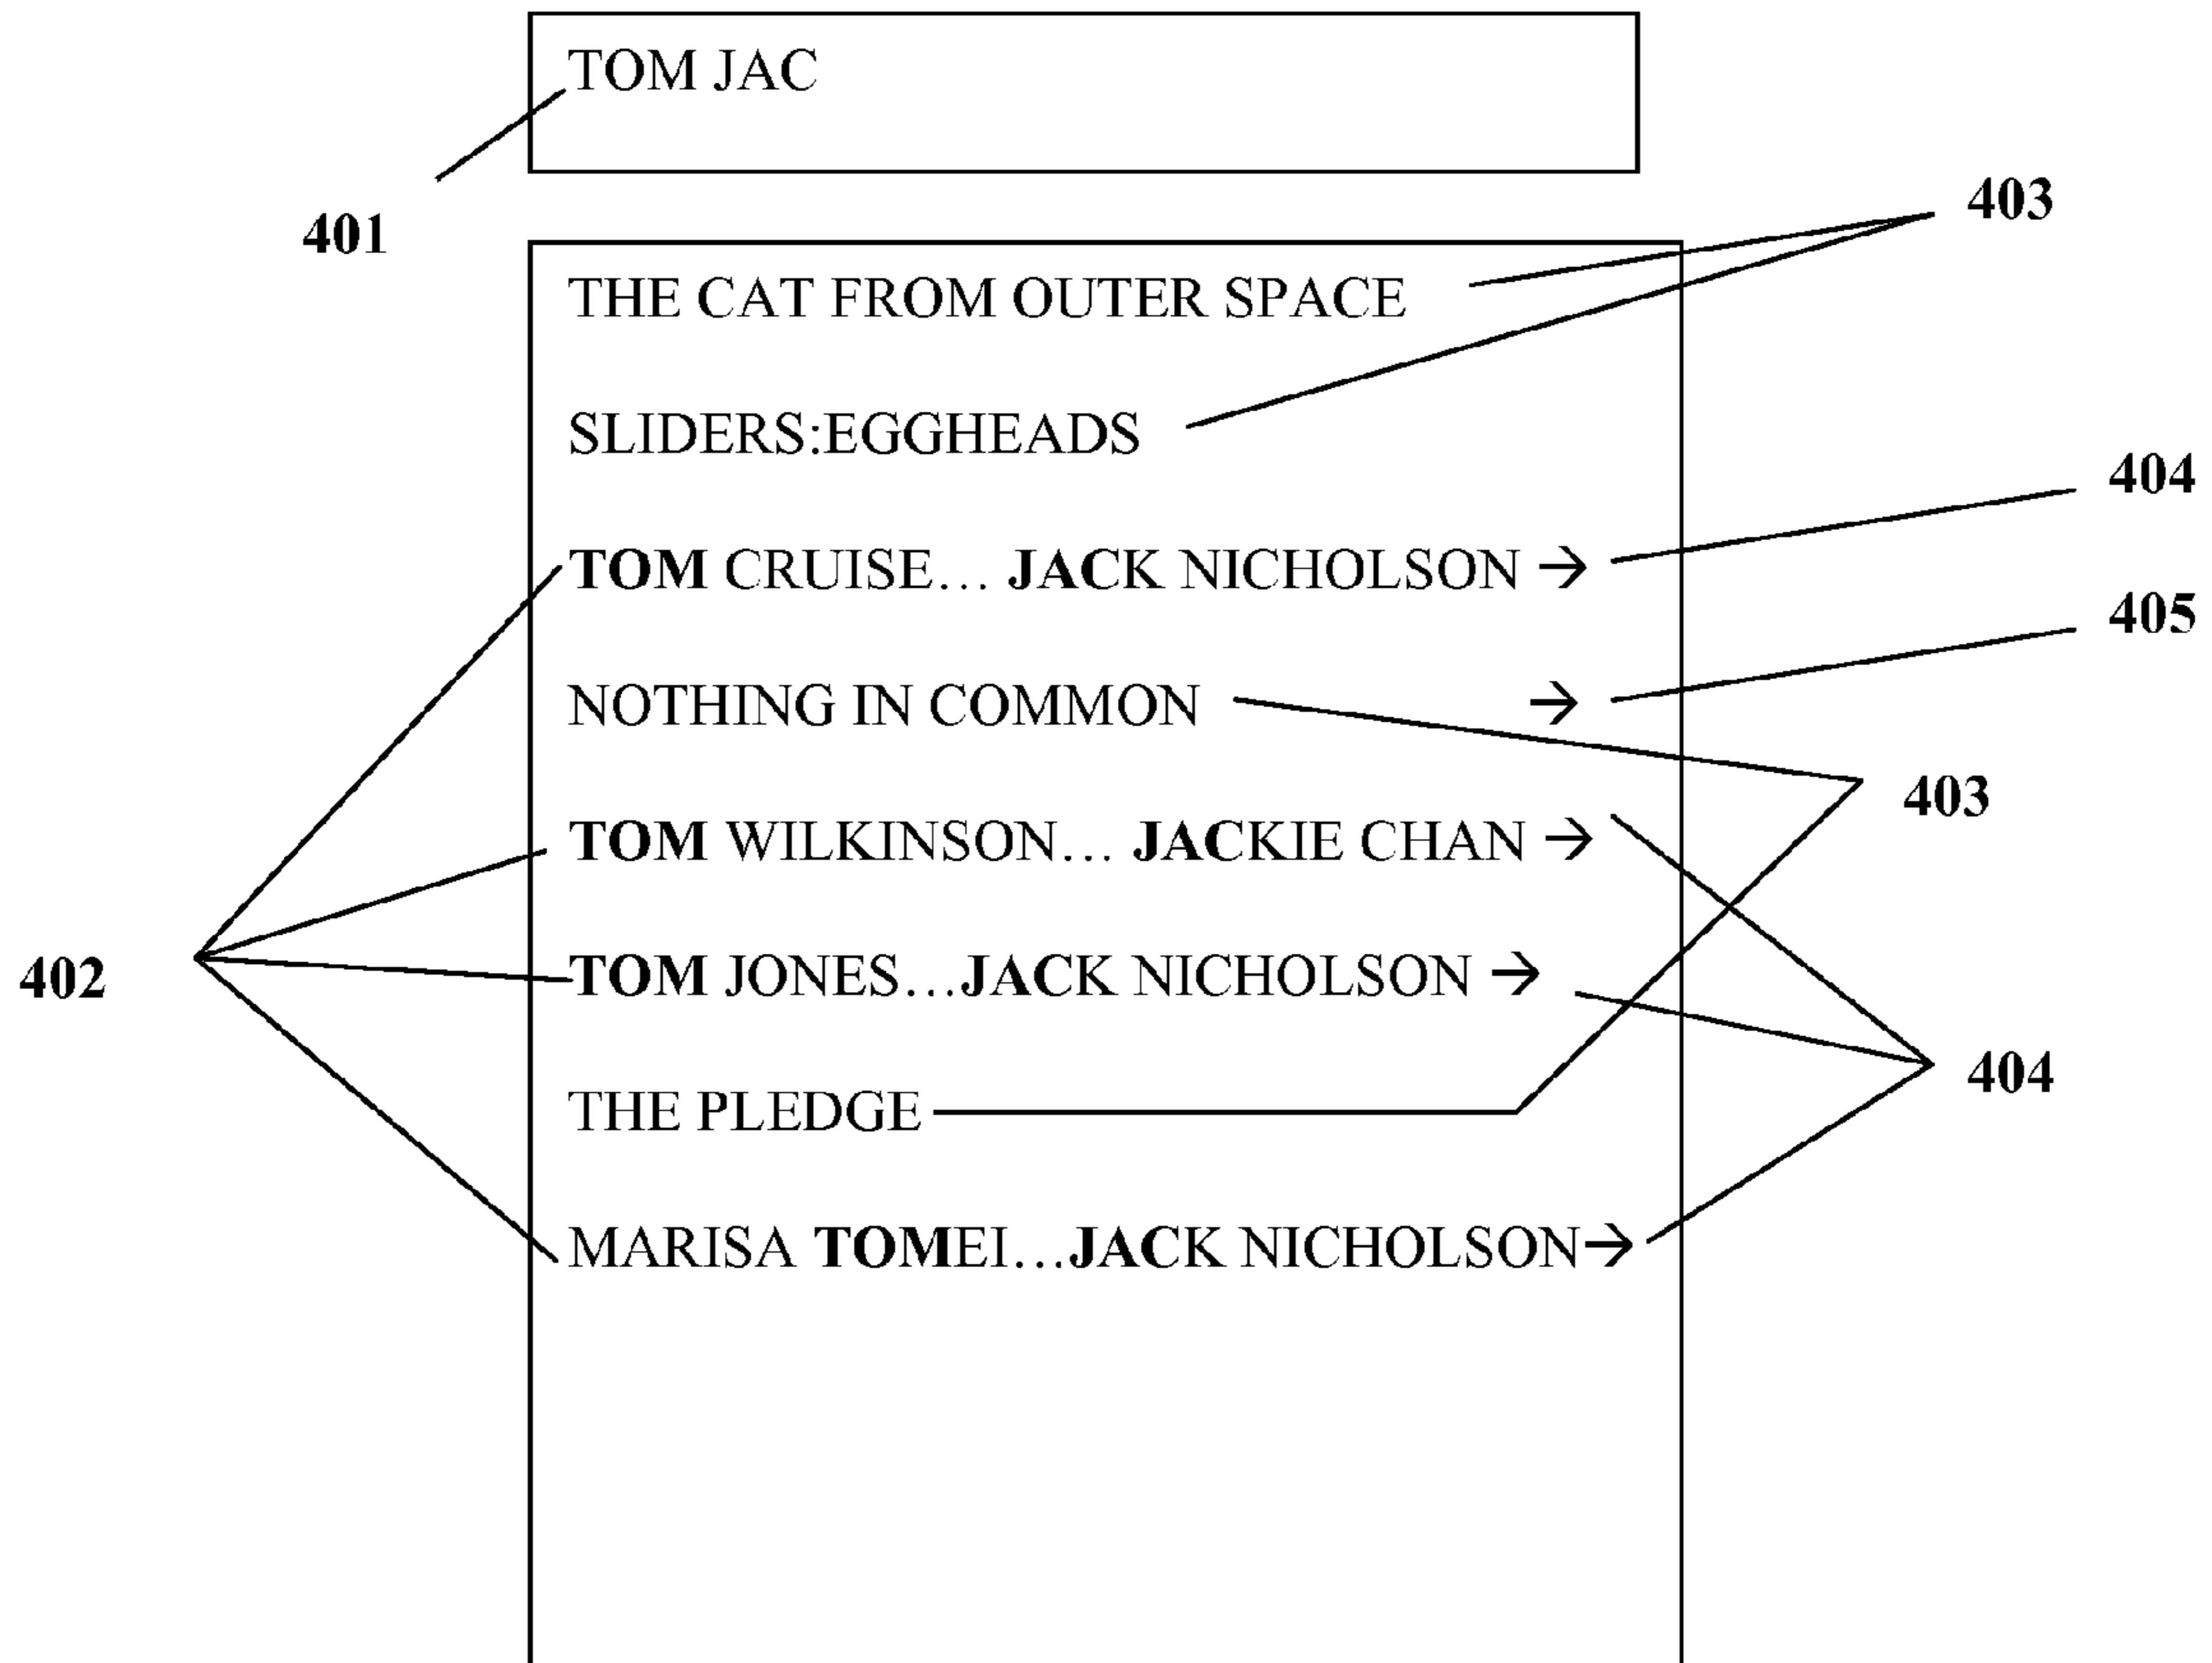 TOM JAC
403
401
THE CAT FROM OUTER SPACE
SLIDERS:EGGHEADS
404
TOM CRUISE... JACK NICHOLSON →
405
NOTHING IN COMMON →
403
TOM WILKINSON... JACKIE CHAN →
402
TOM JONES...JACK NICHOLSON →
404
THE PLEDGE
MARISA TOMEI...JACK NICHOLSON→